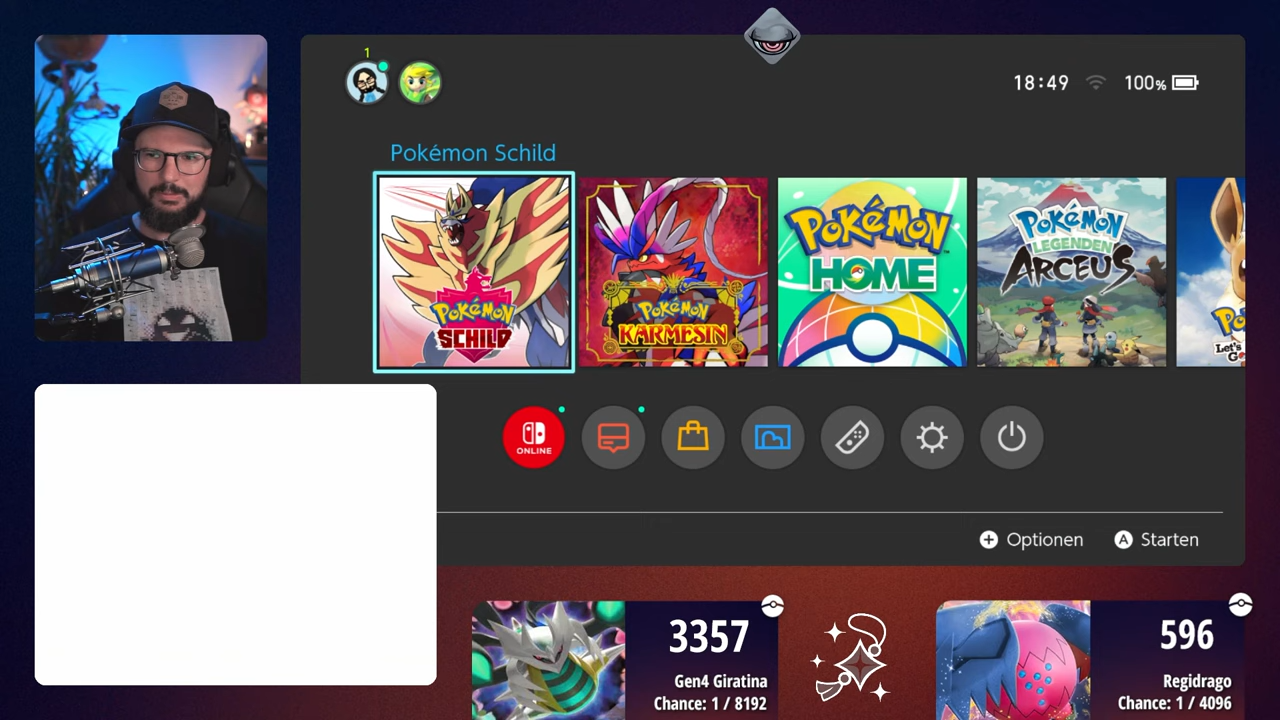 1
18:49
100%
Pokémon Schild
POKÉMON
SCHILD
POKÉMON
KARMESIN
POKÉMON
HOME
POKÉMON
LEGENDEN
ARCEUS
Let's
ONLINE
Optionen
A Starten
3357
Gen4 Giratina
Chance: 1 / 8192
596
Regidrago
Chance: 1 / 4096